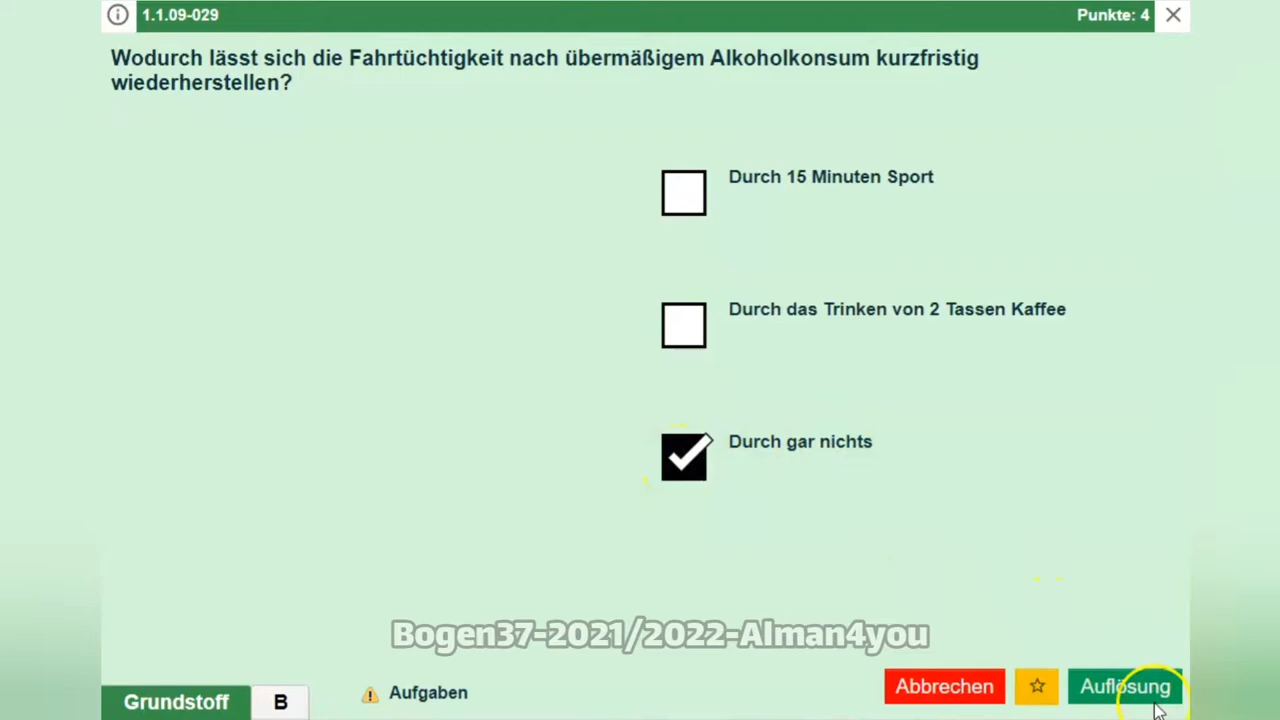 1.1.09-029
Punkte: 4
Wodurch lässt sich die Fahrtüchtigkeit nach übermäßigem Alkoholkonsum kurzfristig
wiederherstellen?
Durch 15 Minuten Sport
Durch das Trinken von 2 Tassen Kaffee
Durch gar nichts
Bogen37-2021/2022-Alman4you
Grundstoff
B
Aufgaben
Abbrechen
Auflösung